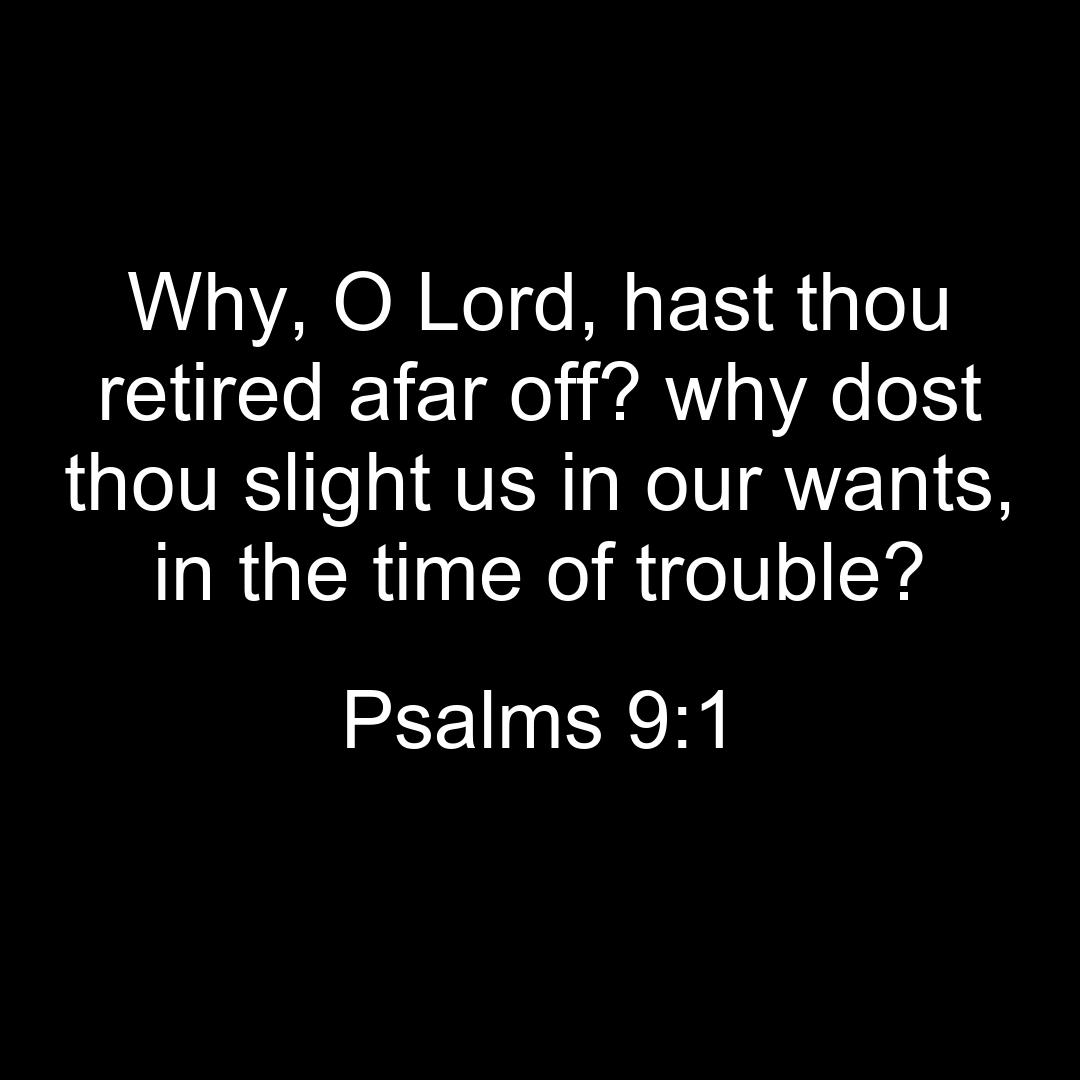 Why, O Lord, hast thou
retired afar off? why dost
thou slight us in our wants,
in the time of trouble?
Psalms 9:1